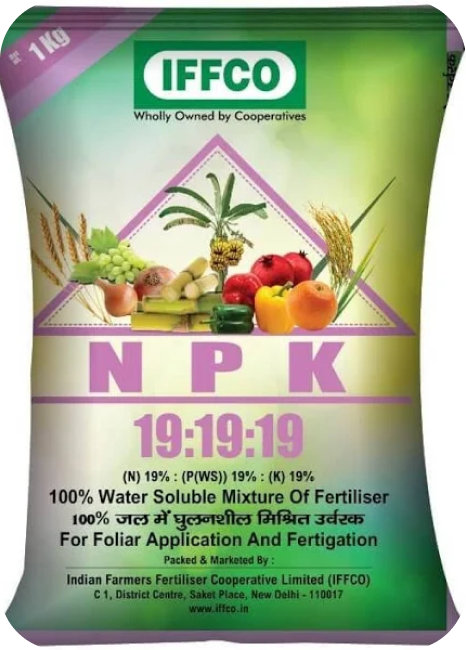 1 Kg
IFFCO
Wholly Owned by Cooperatives
N P K
19:19:19
(N) 19% : (P(WS)) 19% : (K) 19%
100% Water Soluble Mixture Of Fertiliser
100% जल में घुलनशील मिश्रित उर्वरक
For Foliar Application And Fertigation
Packed & Marketed By :
Indian Farmers Fertiliser Cooperative Limited (IFFCO)
C 1, District Centre, Saket Place, New Delhi - 110017
www.iffco.in